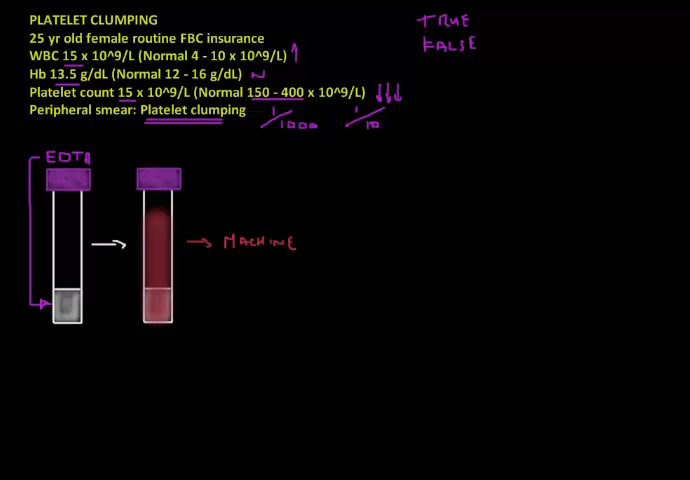 PLATELET CLUMPING
25 yr old female routine FBC insurance
WBC 15 x 10^9/L (Normal 4 - 10 x 10^9/L)
Hb 13.5 g/dL (Normal 12 - 16 g/dL) ~
Platelet count 15 x 10^9/L (Normal 150 - 400 x 10^9/L)
Peripheral smear: Platelet clumping
1/1000
1/10
TRUE
FALSE
EDTA
MACHINE